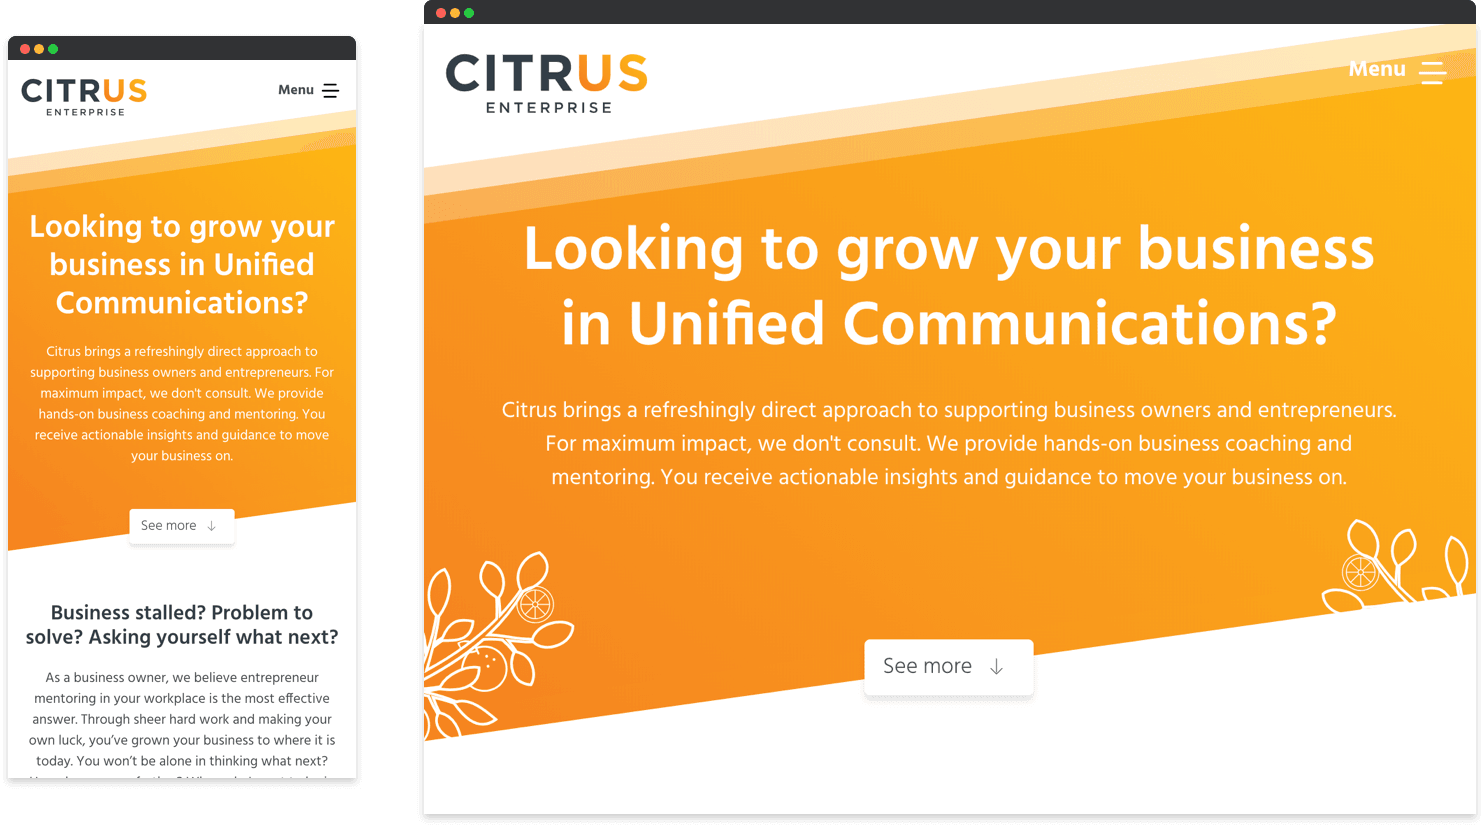 CITRUS
ENTERPRISE
Menu
Looking to grow your
business in Unified
Communications?
Citrus brings a refreshingly direct approach to
supporting business owners and entrepreneurs. For
maximum impact, we don't consult. We provide
hands-on business coaching and mentoring. You
receive actionable insights and guidance to move
your business on.
See more
Business stalled? Problem to
solve? Asking yourself what next?
As a business owner, we believe entrepreneur
mentoring in your workplace is the most effective
answer. Through sheer hard work and making your
own luck, you’ve grown your business to where it is
today. You won’t be alone in thinking what next?
CITRUS
ENTERPRISE
Menu
Looking to grow your business
in Unified Communications?
Citrus brings a refreshingly direct approach to supporting business owners and entrepreneurs.
For maximum impact, we don't consult. We provide hands-on business coaching and
mentoring. You receive actionable insights and guidance to move your business on.
See more